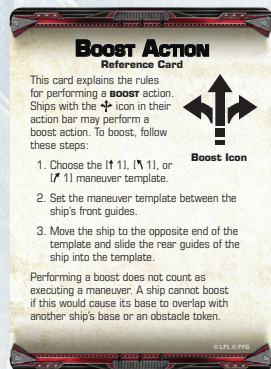 BOOST ACTION
Reference Card
This card explains the rules
for performing a BOOST action.
Ships with the icon in their
action bar may perform a
boost action. To boost, follow
these steps:
Boost Icon
1. Choose the [↑ 1], [↖ 1], or
[↗ 1] maneuver template.
2. Set the maneuver template between the
ship's front guides.
3. Move the ship to the opposite end of the
template and slide the rear guides of the
ship into the template.
Performing a boost does not count as
executing a maneuver. A ship cannot boost
if this would cause its base to overlap with
another ship's base or an obstacle token.
© LFL © FFG